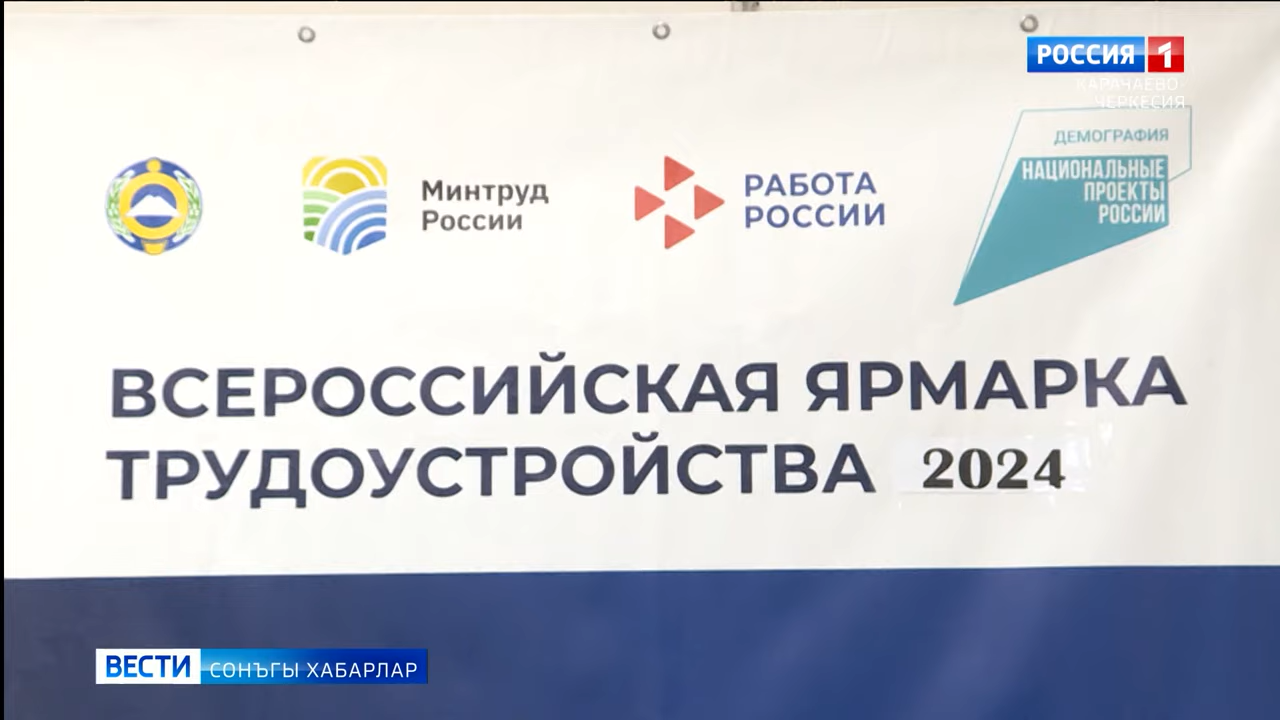 РОССИЯ 1
КАРАЧАЕВО-
ЧЕРКЕСИЯ
ДЕМОГРАФИЯ
НАЦИОНАЛЬНЫЕ
ПРОЕКТЫ
РОССИИ
Минтруд
России
РАБОТА
РОССИИ
ВСЕРОССИЙСКАЯ ЯРМАРКА
ТРУДОУСТРОЙСТВА 2024
ВЕСТИ СОНЪГЫ ХАБАРЛАР